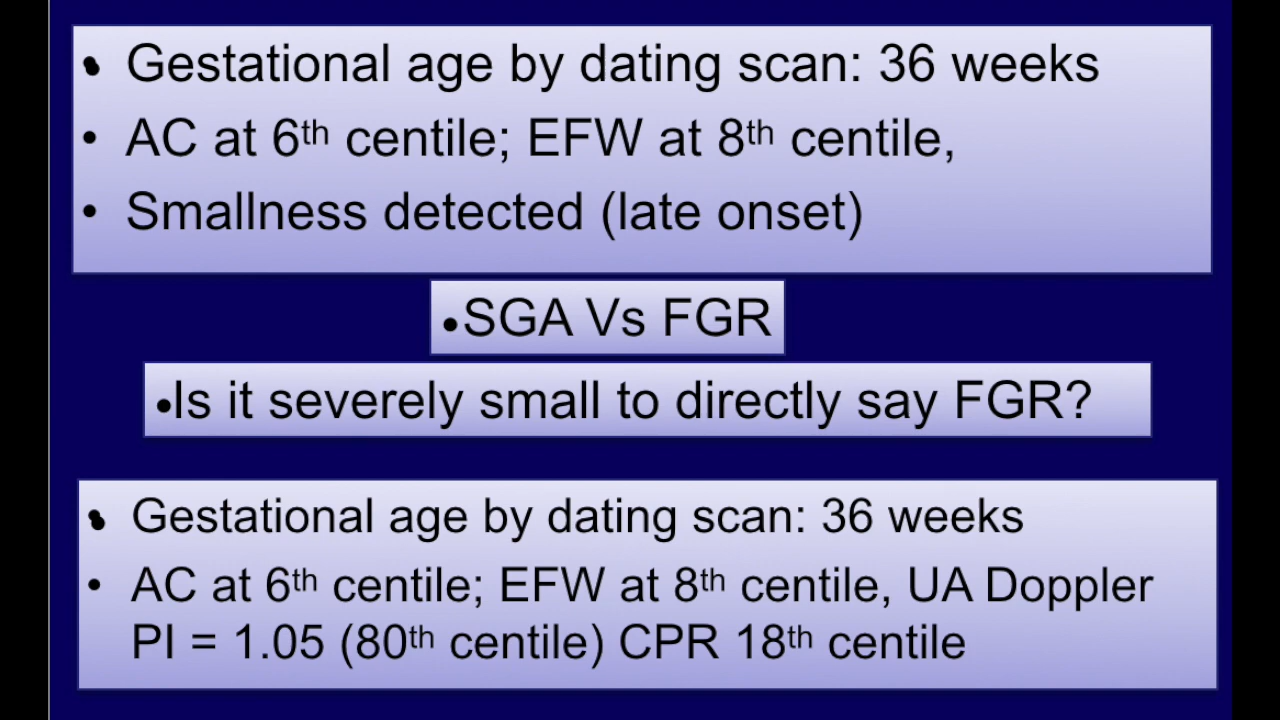 • Gestational age by dating scan: 36 weeks
• AC at 6th centile; EFW at 8th centile,
• Smallness detected (late onset)
•SGA Vs FGR
•Is it severely small to directly say FGR?
• Gestational age by dating scan: 36 weeks
• AC at 6th centile; EFW at 8th centile, UA Doppler
PI = 1.05 (80th centile) CPR 18th centile